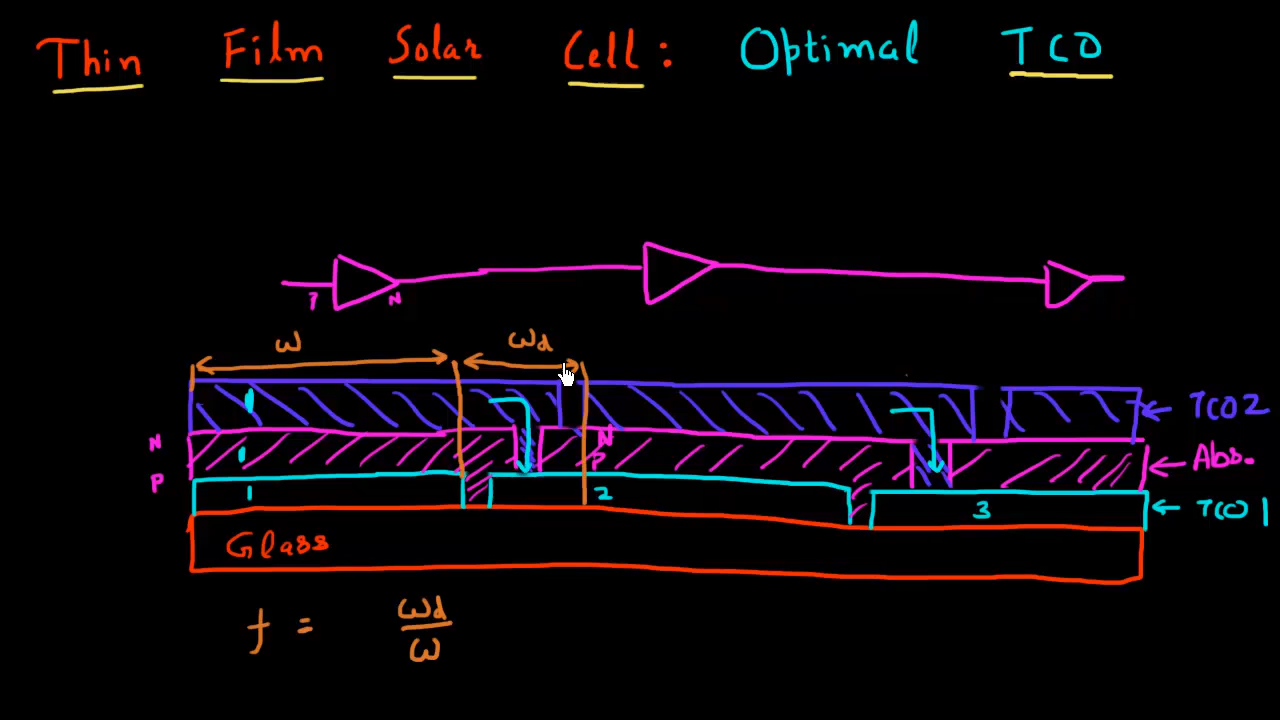 Thin Film Solar Cell: Optimal TCO
P N
W Wd
TCO2
N N
Abs.
P P
1 2 3 TCO1
Glass
f = Wd/W